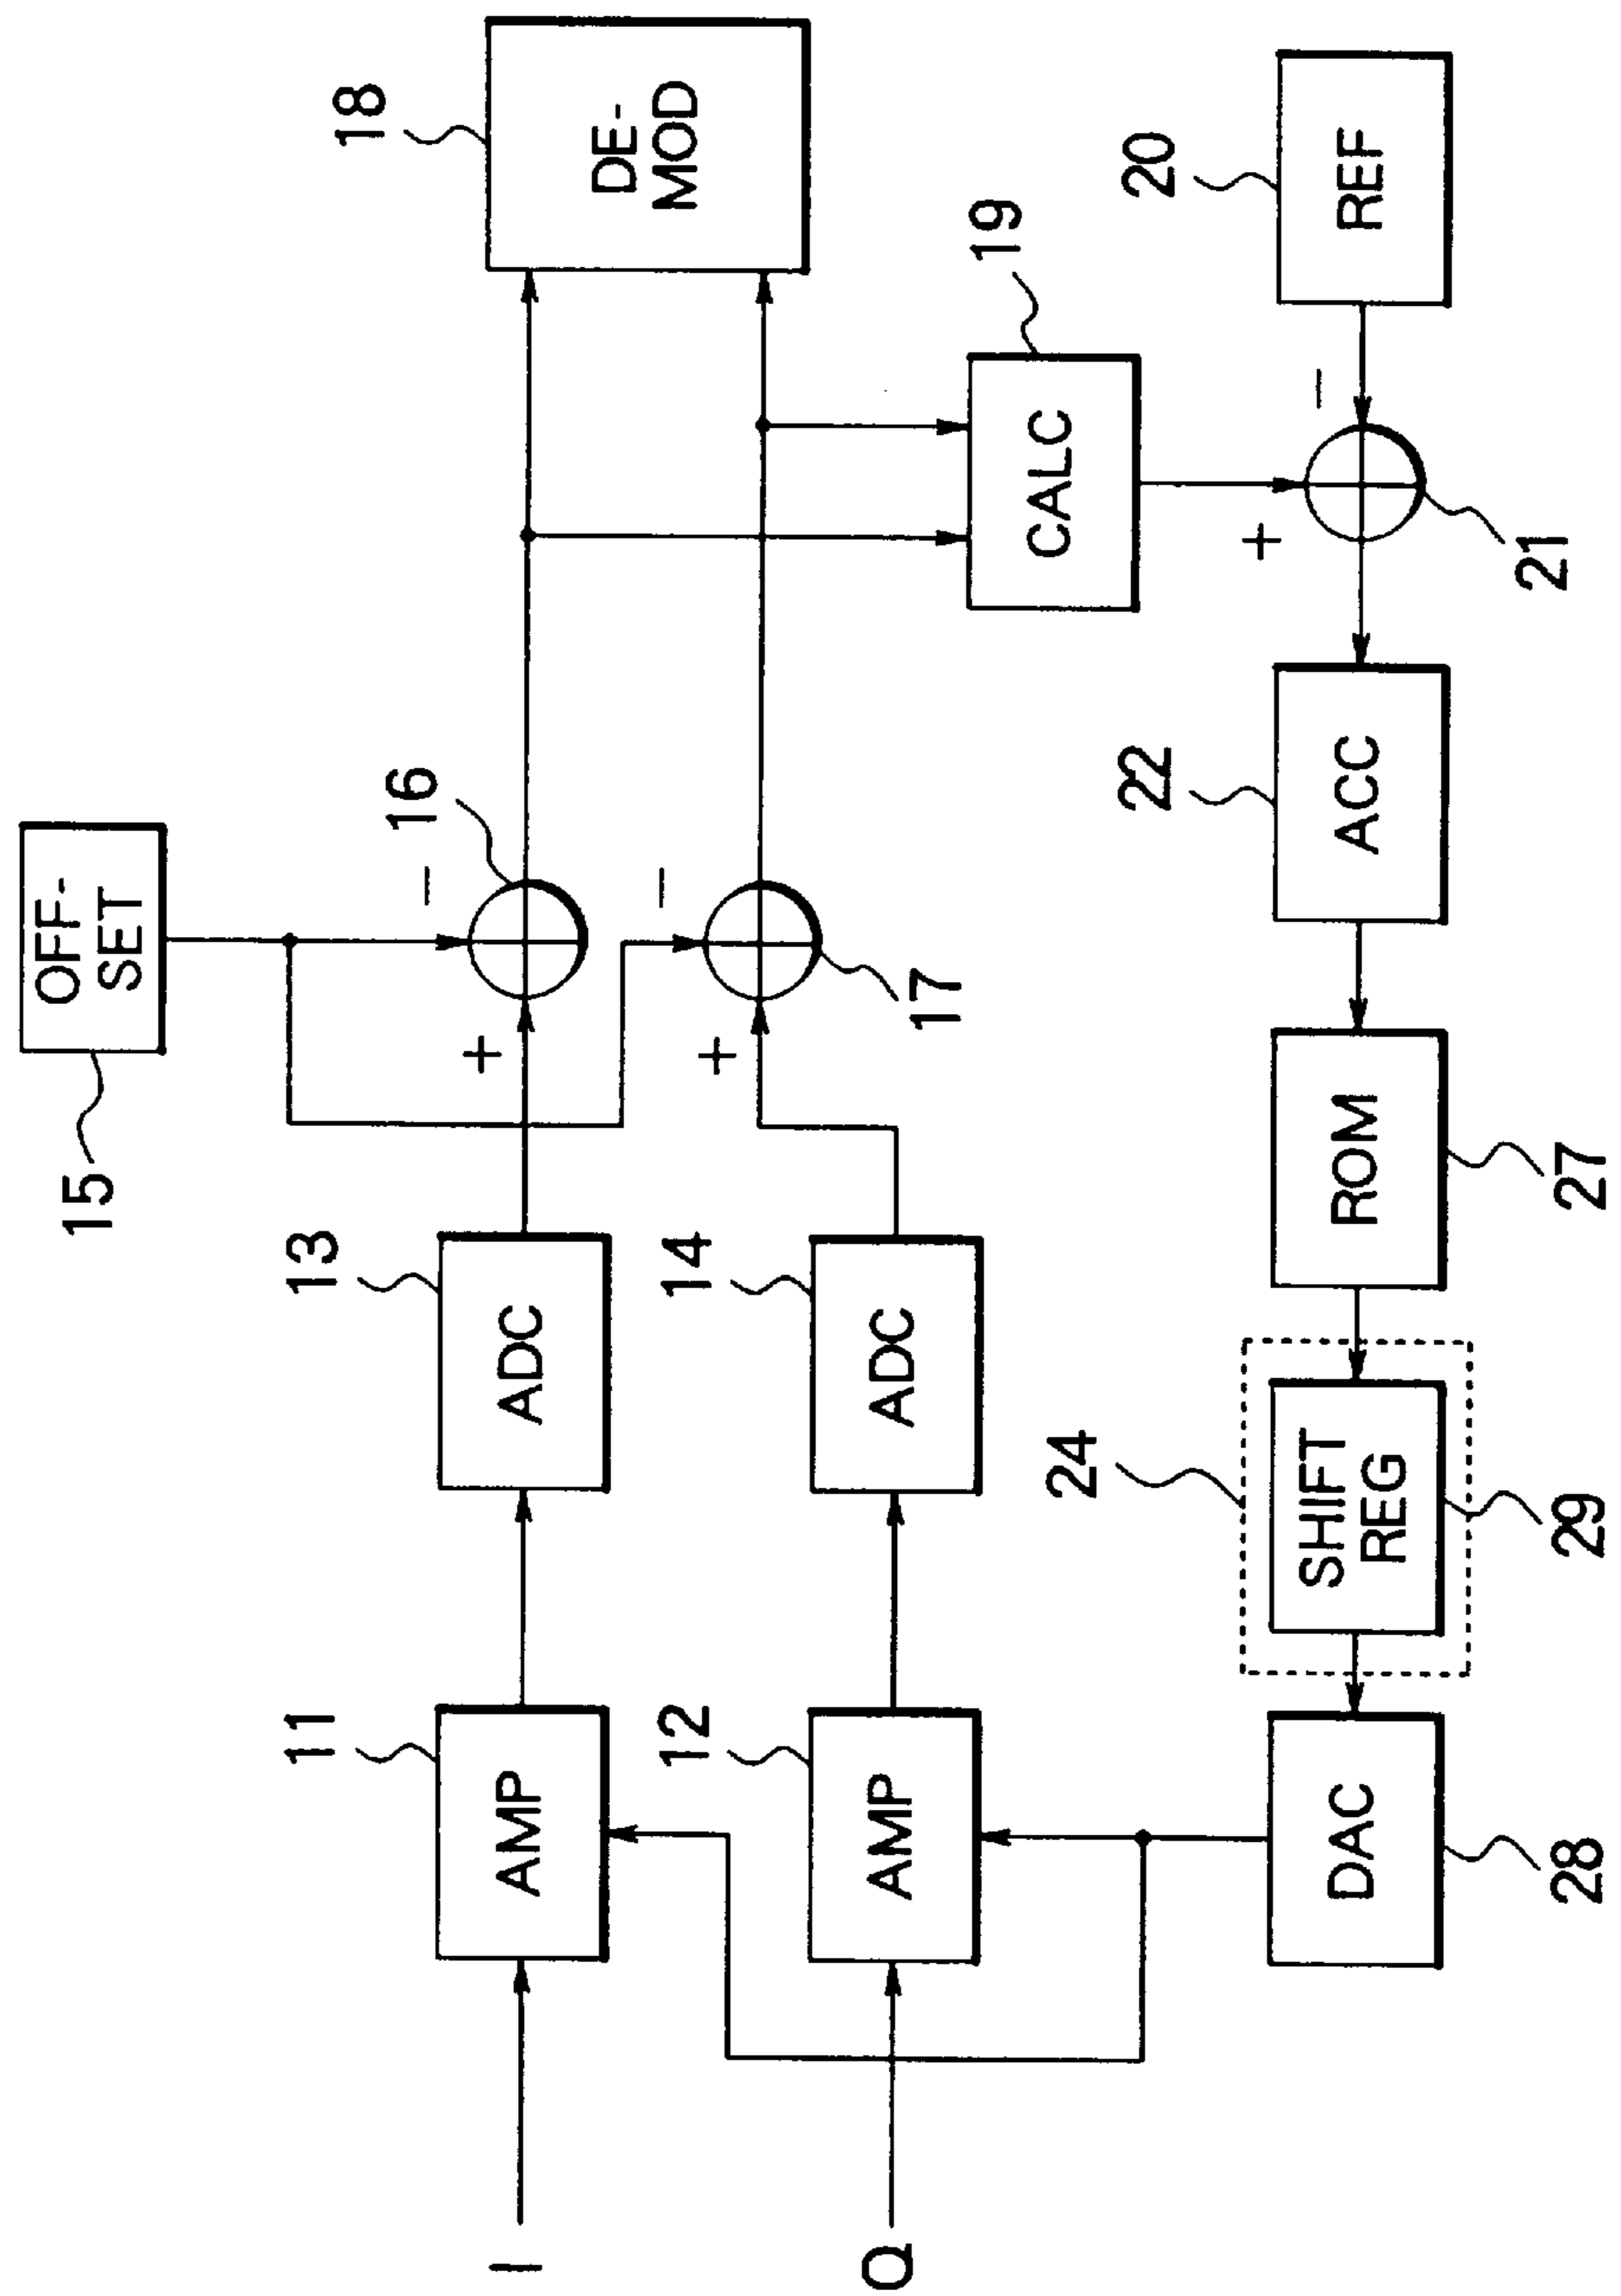 I
Q
11
AMP
12
AMP
13
ADC
14
ADC
15
OFF-
SET
16
+
−
17
+
−
18
DE-
MOD
19
CALC
20
REF
21
+
−
22
ACC
27
ROM
24
SHIFT
REG
29
DAC
28